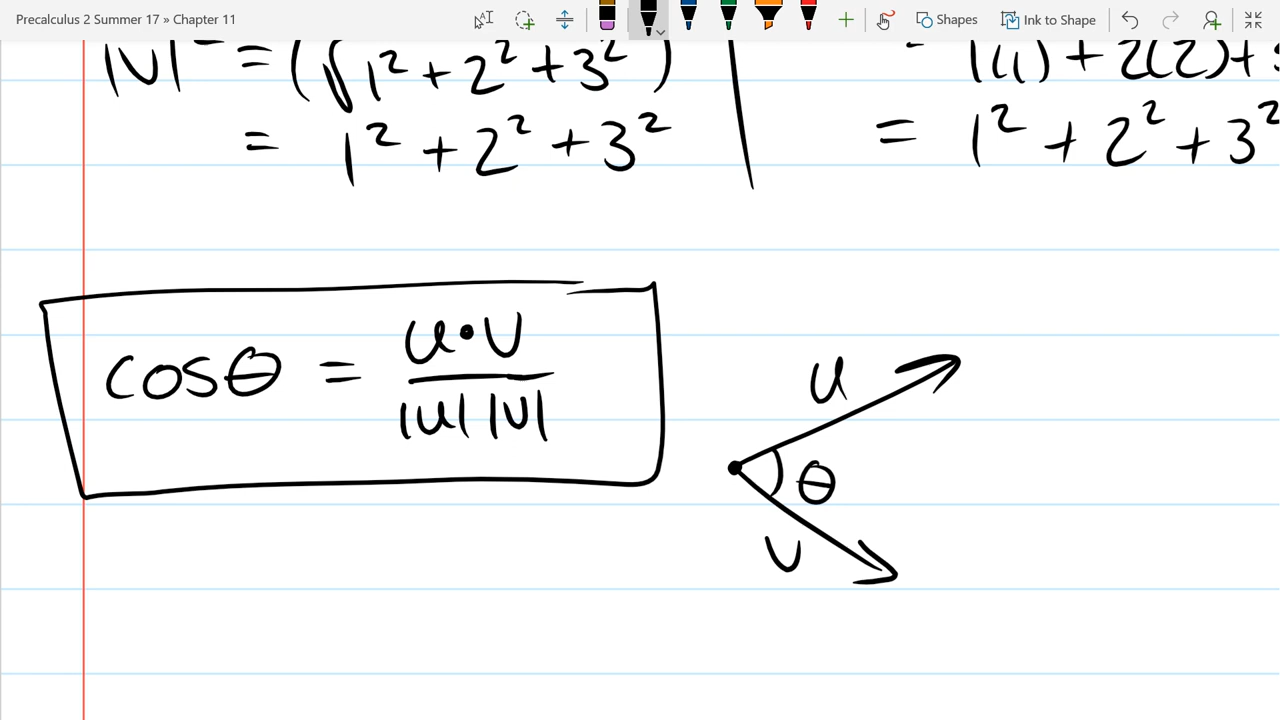 Precalculus 2 Summer 17 » Chapter 11
Shapes
Ink to Shape
|V|² = (√1² + 2² + 3²)
= 1² + 2² + 3²
1(1) + 2(2) +
= 1² + 2² + 3²
cosθ = u•v / |u| |v|
u
θ
v